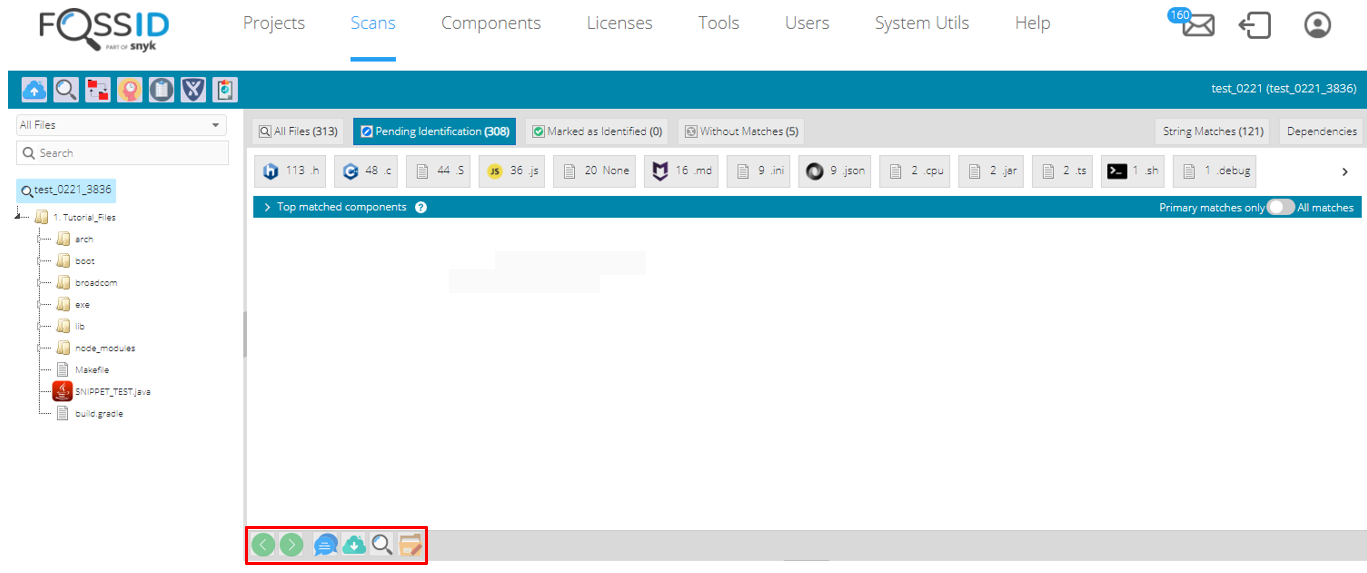 FOSSID
PART OF snyk
Projects
Scans
Components
Licenses
Tools
Users
System Utils
Help
160
test_0221 (test_0221_3836)
All Files
Search
test_0221_3836
1. Tutorial_Files
arch
boot
broadcom
exe
lib
node_modules
Makefile
SNIPPET_TEST.java
build.gradle
All Files (313)
Pending Identification (308)
Marked as Identified (0)
Without Matches (5)
String Matches (121)
Dependencies
113 .h
48 .c
44 .S
JS 36 .js
20 None
16 .md
9 .ini
9 .json
2 .cpu
2 .jar
2 .ts
1 .sh
1 .debug
Top matched components ?
Primary matches only
All matches